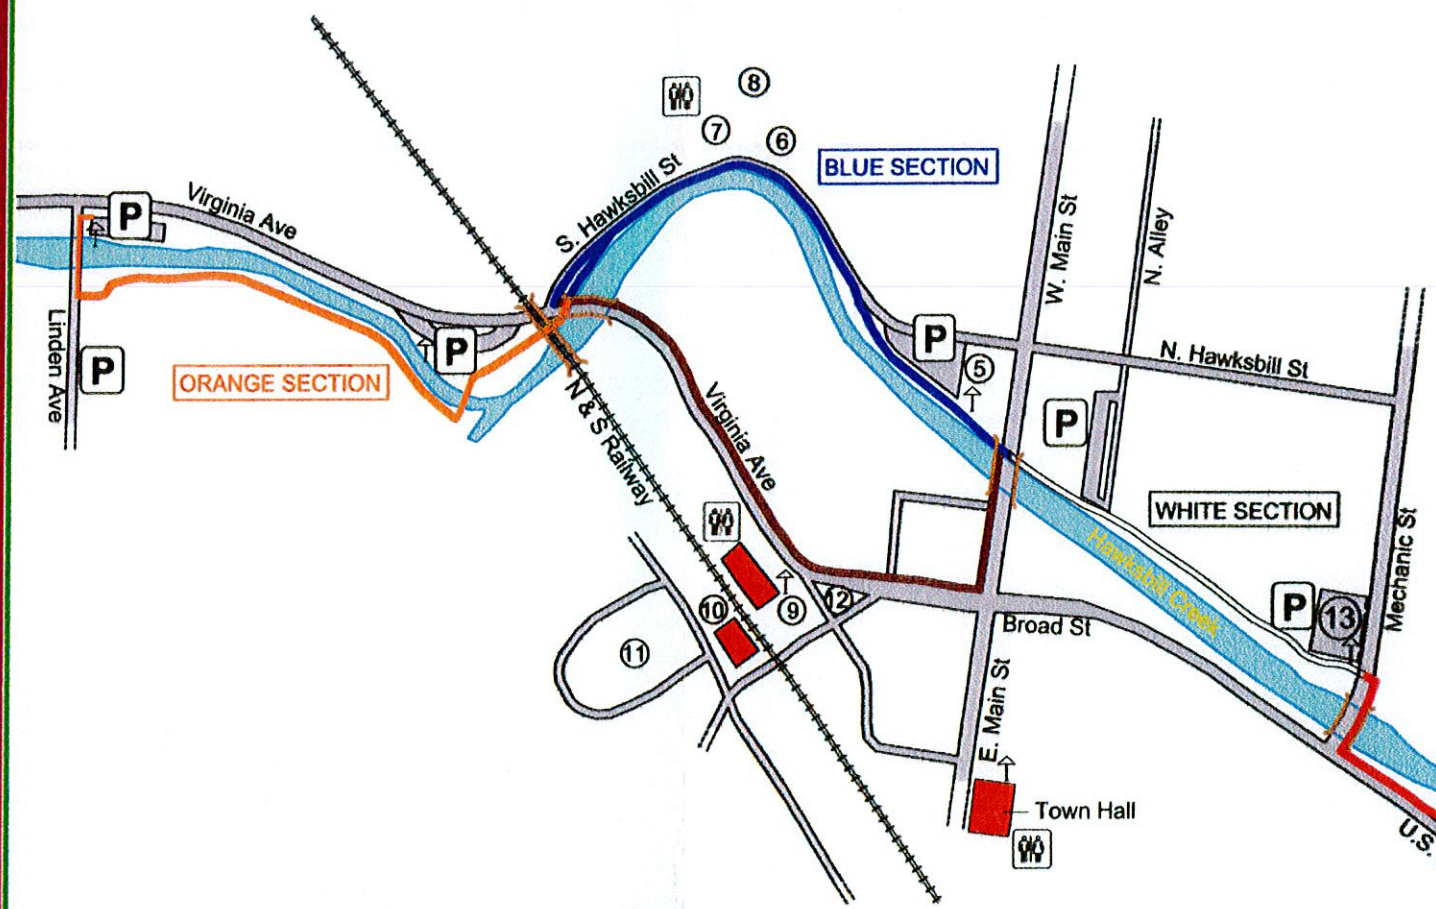 8
7
6
BLUE SECTION
P
Virginia Ave
S. Hawksbill St
W. Main St
N. Alley
Linden Ave
P
P
ORANGE SECTION
P
5
N. Hawksbill St
P
N & S Railway
Virginia Ave
WHITE SECTION
Mechanic St
Hawksbill Creek
10
9
12
P
13
11
Broad St
E. Main St
Town Hall
U.S.